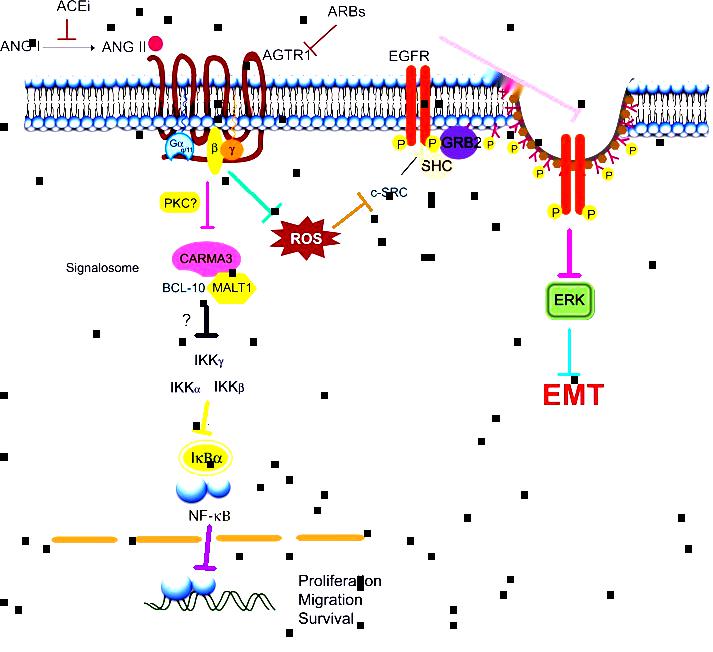 ACEi
ARBs
ANG I
ANG II
AGTR1
EGFR
Gα q/11
β
γ
P
P
GRB2
P
P
P
P
SHC
c-SRC
P
P
PKC?
ROS
CARMA3
Signalosome
BCL-10
MALT1
ERK
?
IKKγ
IKKα
IKKβ
EMT
IκBα
NF-κB
Proliferation
Migration
Survival